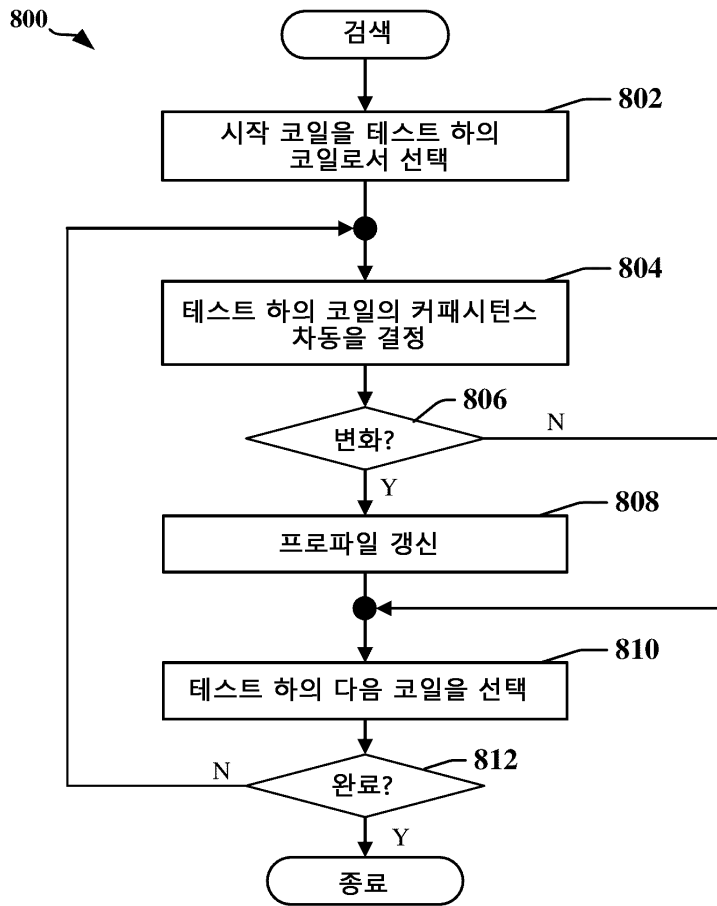 800
검색
802
시작 코일을 테스트 하의
코일로서 선택
804
테스트 하의 코일의 커패시턴스
차동을 결정
806
변화?
N
Y
808
프로파일 갱신
810
테스트 하의 다음 코일을 선택
812
N
완료?
Y
종료